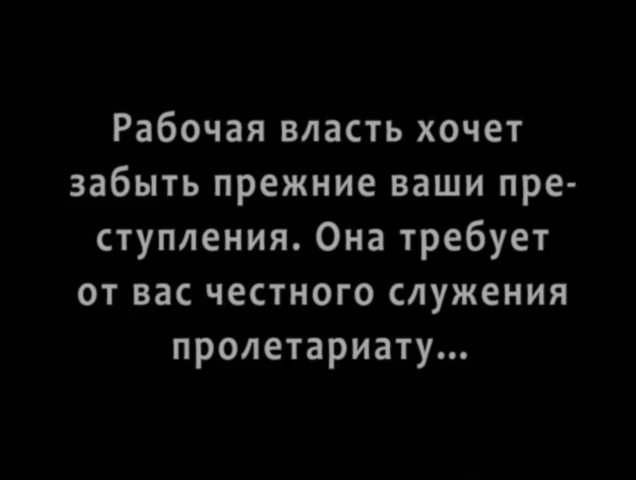 Рабочая власть хочет
забыть прежние ваши пре-
ступления. Она требует
от вас честного служения
пролетариату...